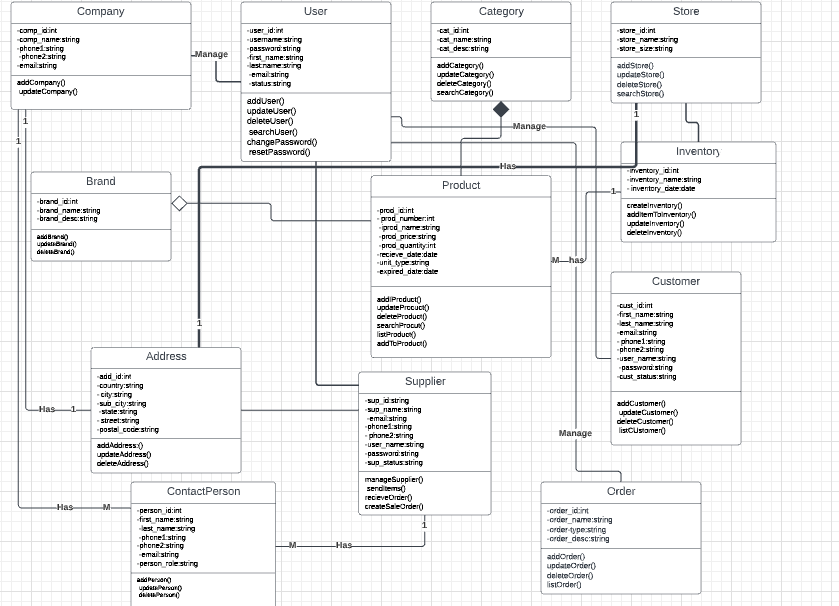 Company
-comp_id:int
-comp_name:string
-phone1:string
-phone2:string
-email:string
addCompany()
updateCompany()
User
-user_id:int
-username:string
-password:string
-first_name:string
-last:name:string
-email:string
-status:string
addUser()
updateUser()
deleteUser()
searchUser()
changePassword()
resetPassword()
Category
-cat_id:int
-cat_name:string
-cat_desc:string
addCategory()
updateCategory()
deleteCategory()
searchCategory()
Store
-store_id:int
-store_name:string
-store_size:string
addStore()
updateStore()
deleteStore()
searchStore()
Manage
1
1
1
Manage
Has
Inventory
-inventory_id:int
-inventory_name:string
- inventory_date:date
createInventory()
addItemToInventory()
updateInventory()
deleteInventory()
Brand
-brand_id:int
-brand_name:string
-brand_desc:string
addBrand()
updateBrand()
deleteBrand()
Product
-prod_id:int
- prod_number:int
-iprod_name:string
-prod_price:string
-prod_quantity:int
-recieve_date:date
-unit_type:string
-expired_date:date
addlProduct()
updateProcuct()
deleteProduct()
searchProcut()
listProduct()
addToProduct()
1
M
has
Customer
-cust_id:int
-first_name:string
-last_name:string
-email:string
- phone1:string
-phone2:string
-user_name:string
-password:string
-cust_status:string
addCustomer()
updateCustomer()
deleteCustomer()
listCUstomer()
1
Address
-add_id:int
-country:string
- city:string
-sub_city:string
-state:string
-street:string
-postal_code:string
addAddress()
updateAddress()
deleteAddress()
Has
1
Supplier
-sup_id:string
-sup_name:string
-email:string
-phone1:string
- phone2:string
-user_name:string
-password:string
-sup_status:string
manageSupplier()
sendItems()
recieveOrder()
createSaleOrder()
Manage
ContactPerson
-person_id:int
-first_name:string
-last_name:string
-phone1:string
-phone2:string
-email:string
-person_role:string
addPerson()
updatePerson()
deletePerson()
Has
M
1
M
Has
Order
-order_id:int
-order_name:string
-order-type:string
-order_desc:string
addOrder()
updateOrder()
deleteOrder()
listOrder()